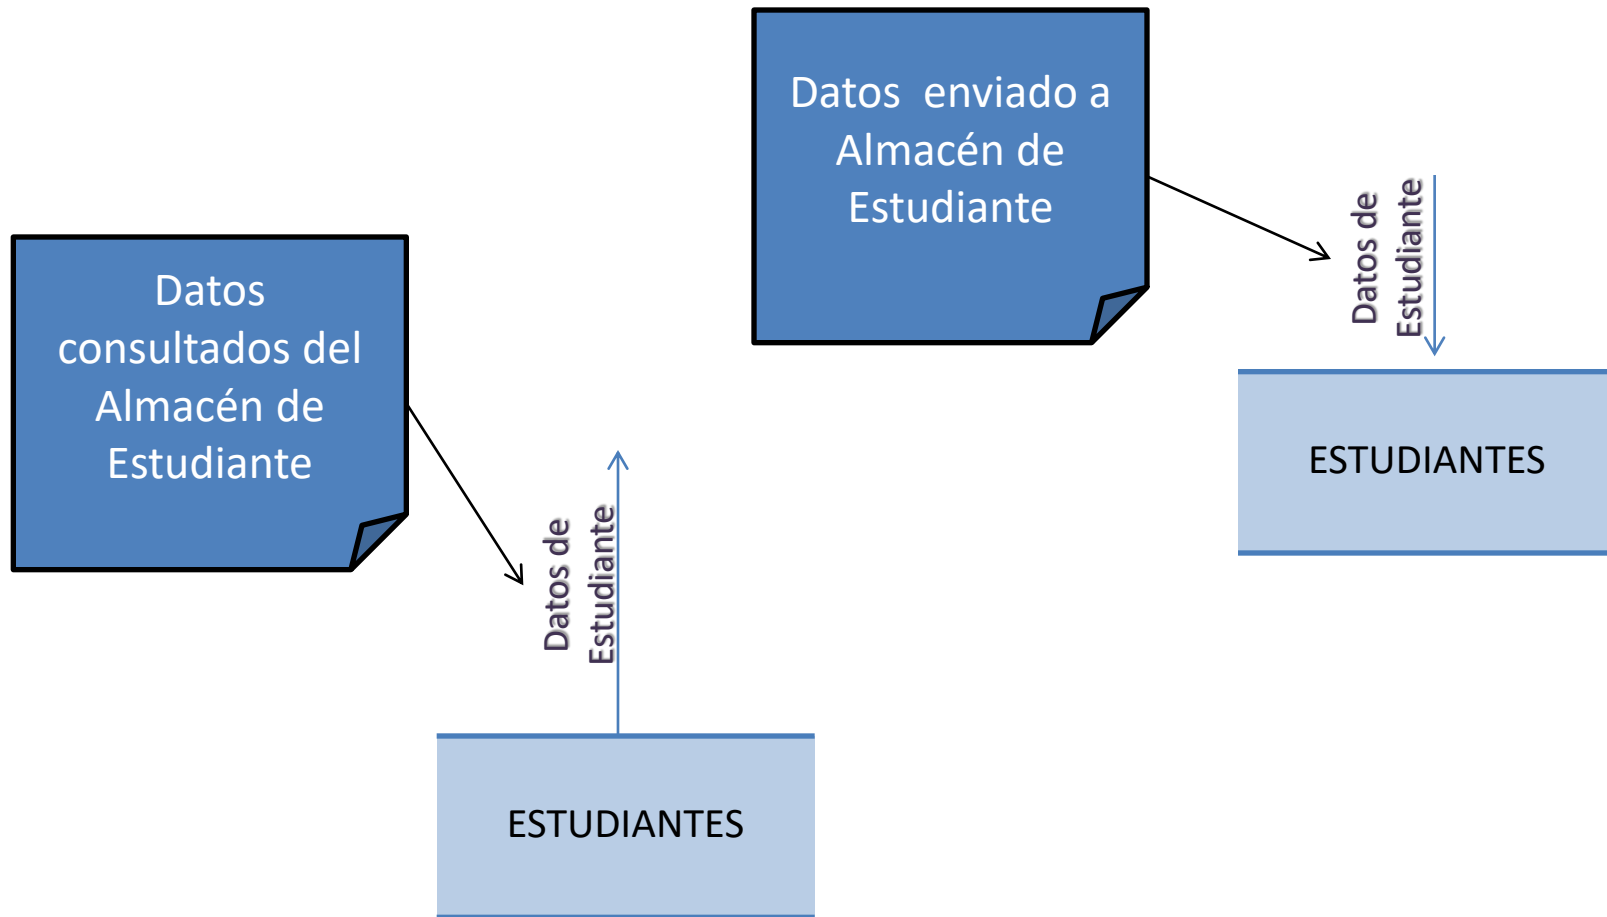 Datos enviado a
Almacén de
Estudiante
Datos de
Estudiante
ESTUDIANTES
Datos
consultados del
Almacén de
Estudiante
Datos de
Estudiante
ESTUDIANTES